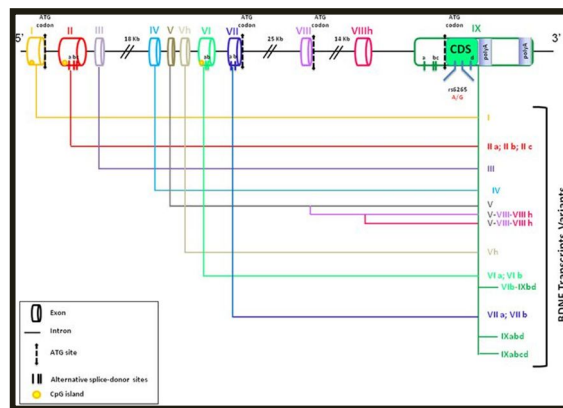 ATG codon ATG codon ATG codon ATG codon
I II III IV V Vh VI VII VIII VIIIh IX
5' 18 Kb 25 Kb 14 Kb 3'
a b c a b a b a bc d CDS polyA polyA
rs6265
A/G
I
II a; II b; II c
III
IV
V
V-VIII-VIII h
V-VIII-VIII h
Vh
VI a; VI b
VIb-IXbd
VII a; VII b
IXabd
IXabcd
BDNF Transcripts Variants
Exon
Intron
ATG site
Alternative splice-donor sites
CpG island